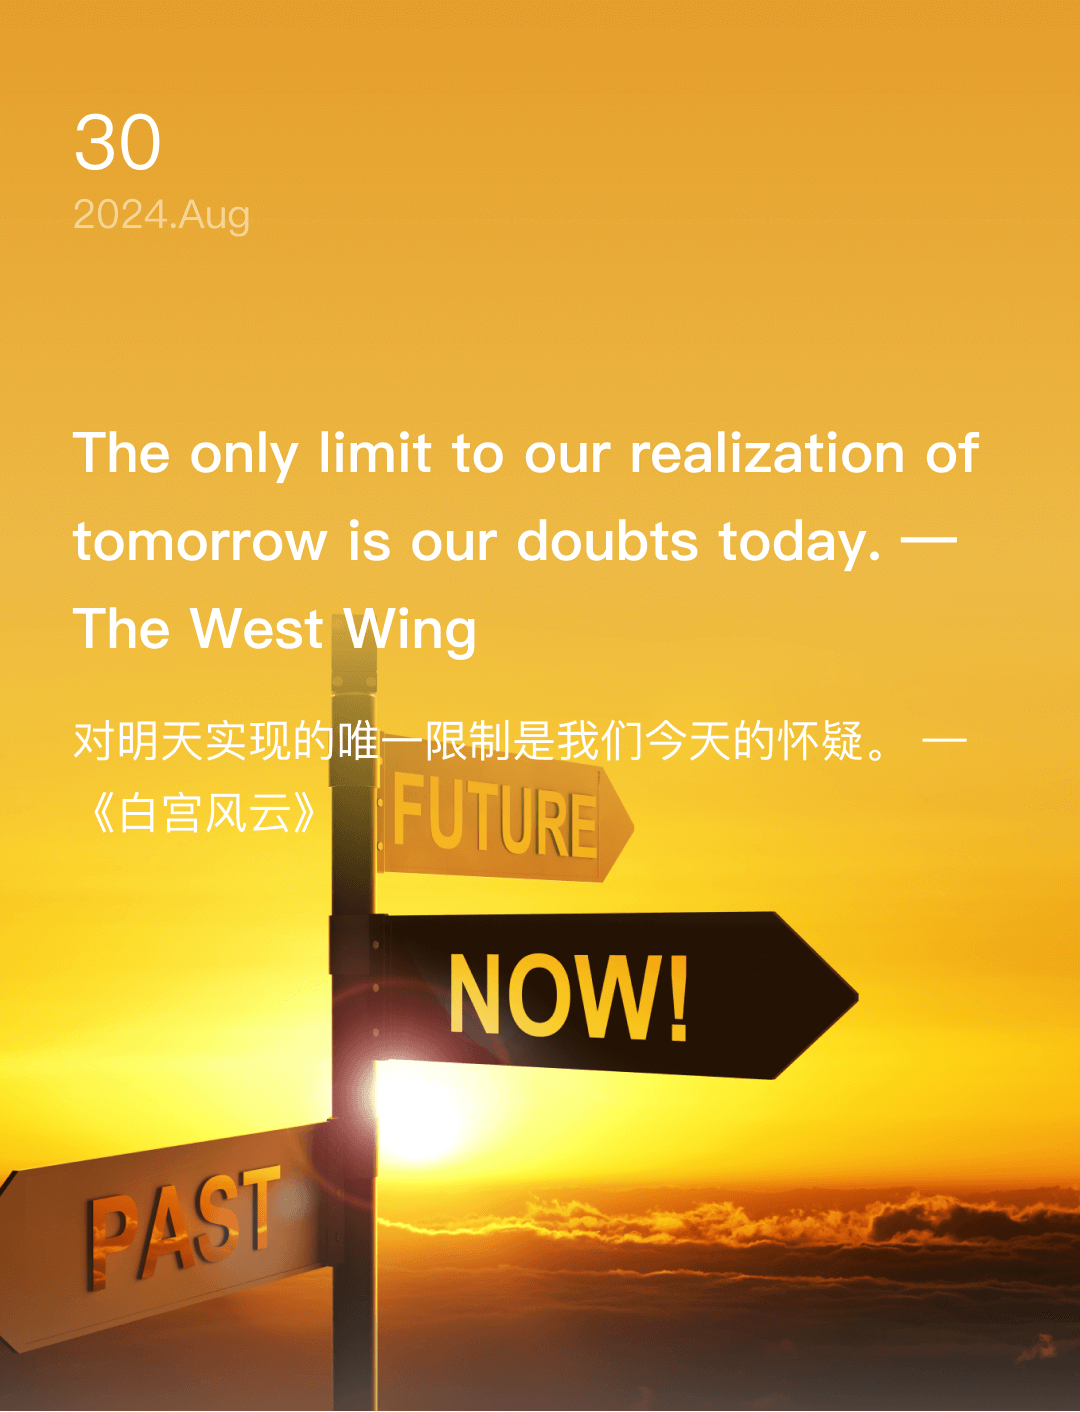 30
2024.Aug
The only limit to our realization of
tomorrow is our doubts today. —
The West Wing
对明天实现的唯一限制是我们今天的怀疑。 —
《白宫风云》
FUTURE
NOW!
PAST